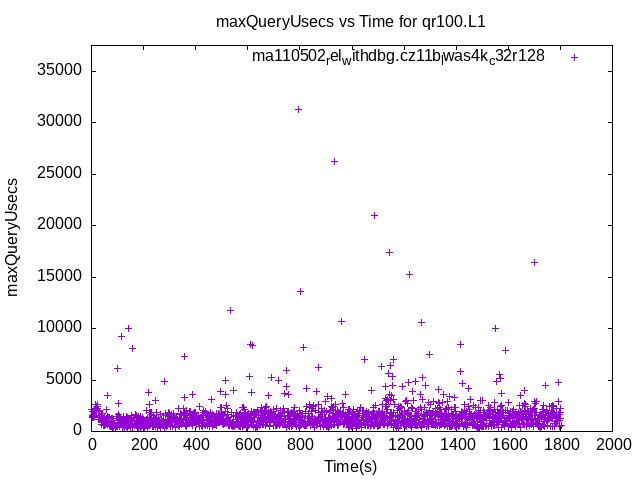 maxQueryUsecs vs Time for qr100.L1
ma110502_rel_withdbg.cz11b_lwas4k_c32r128
35000
30000
25000
20000
15000
10000
5000
0
maxQueryUsecs
0 200 400 600 800 1000 1200 1400 1600 1800 2000
Time(s)